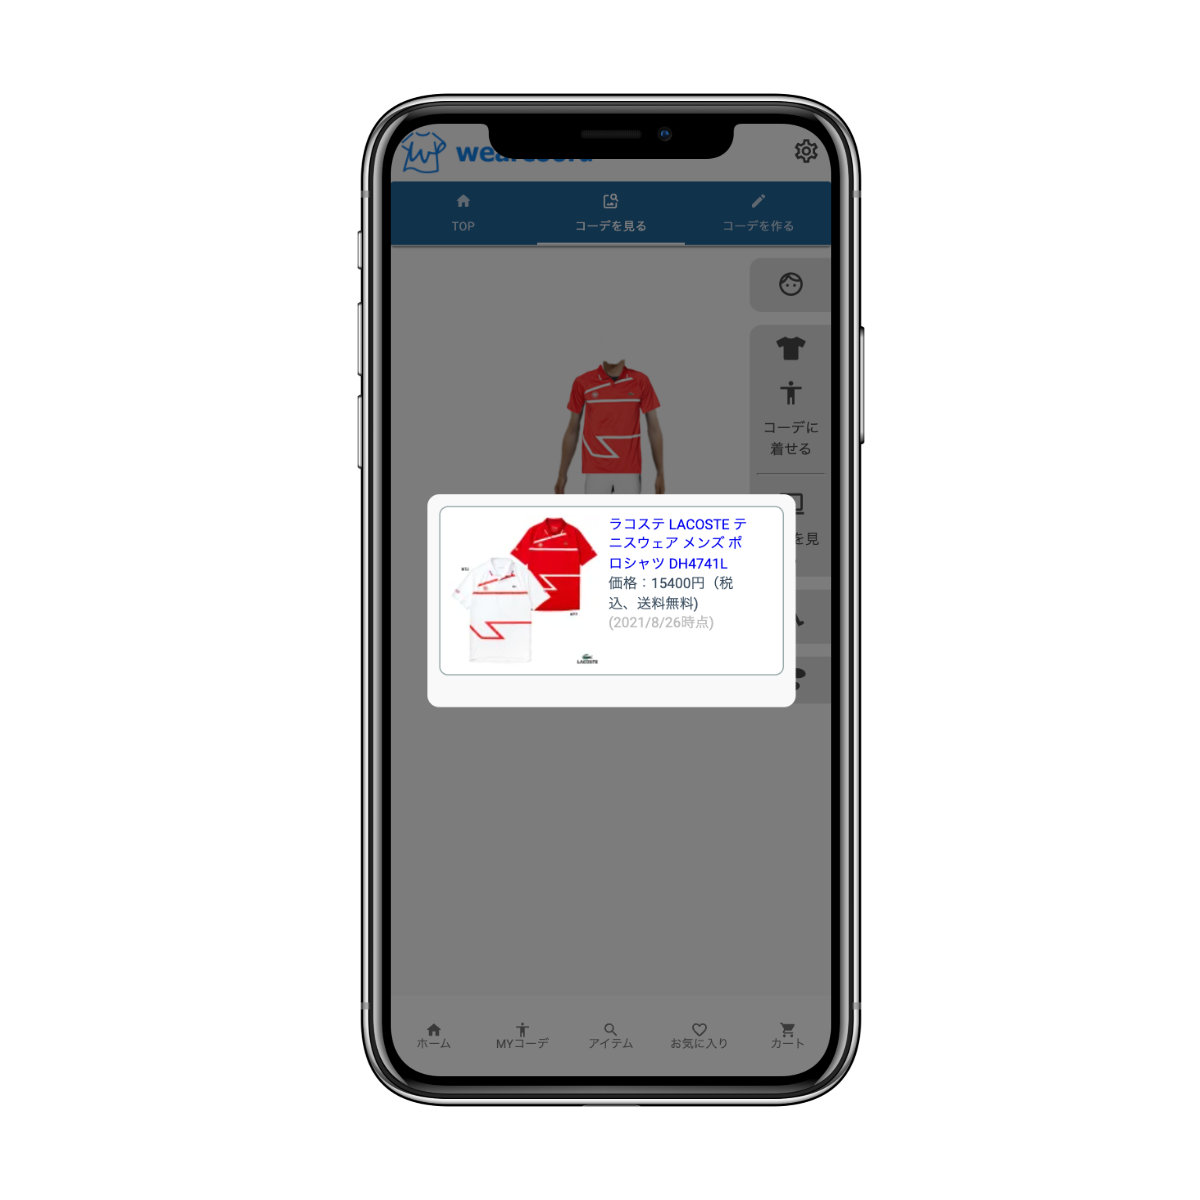 TOP
コーデを見る
コーデを作る
コーデに
着せる
を見
ラコステ LACOSTE テ
ニスウェア メンズ ポ
ロシャツ DH4741L
価格：15400円（税
込、送料無料)
(2021/8/26時点)
LACOSTE
ホーム
MYコーデ
アイテム
お気に入り
カート